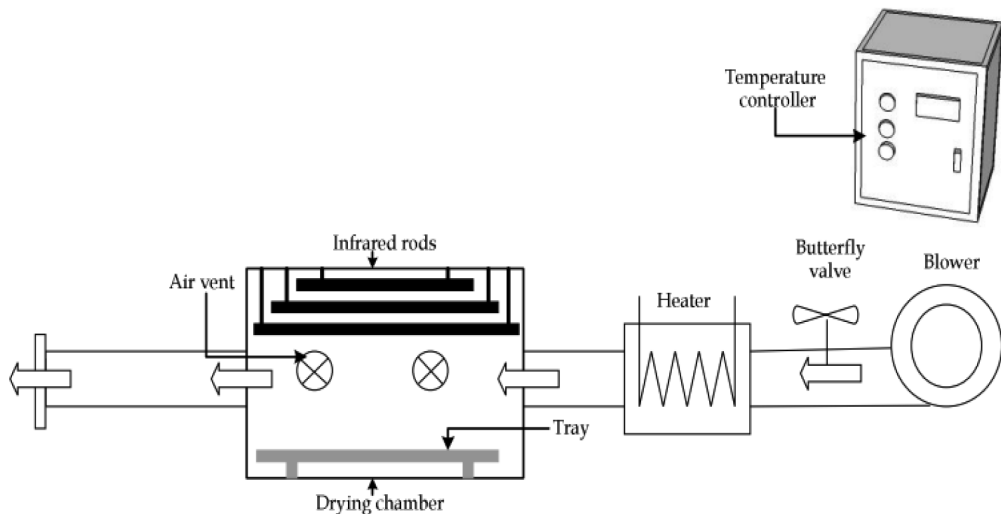 Temperature
controller
Infrared rods
Air vent
Heater
Butterfly
valve
Blower
Tray
Drying chamber